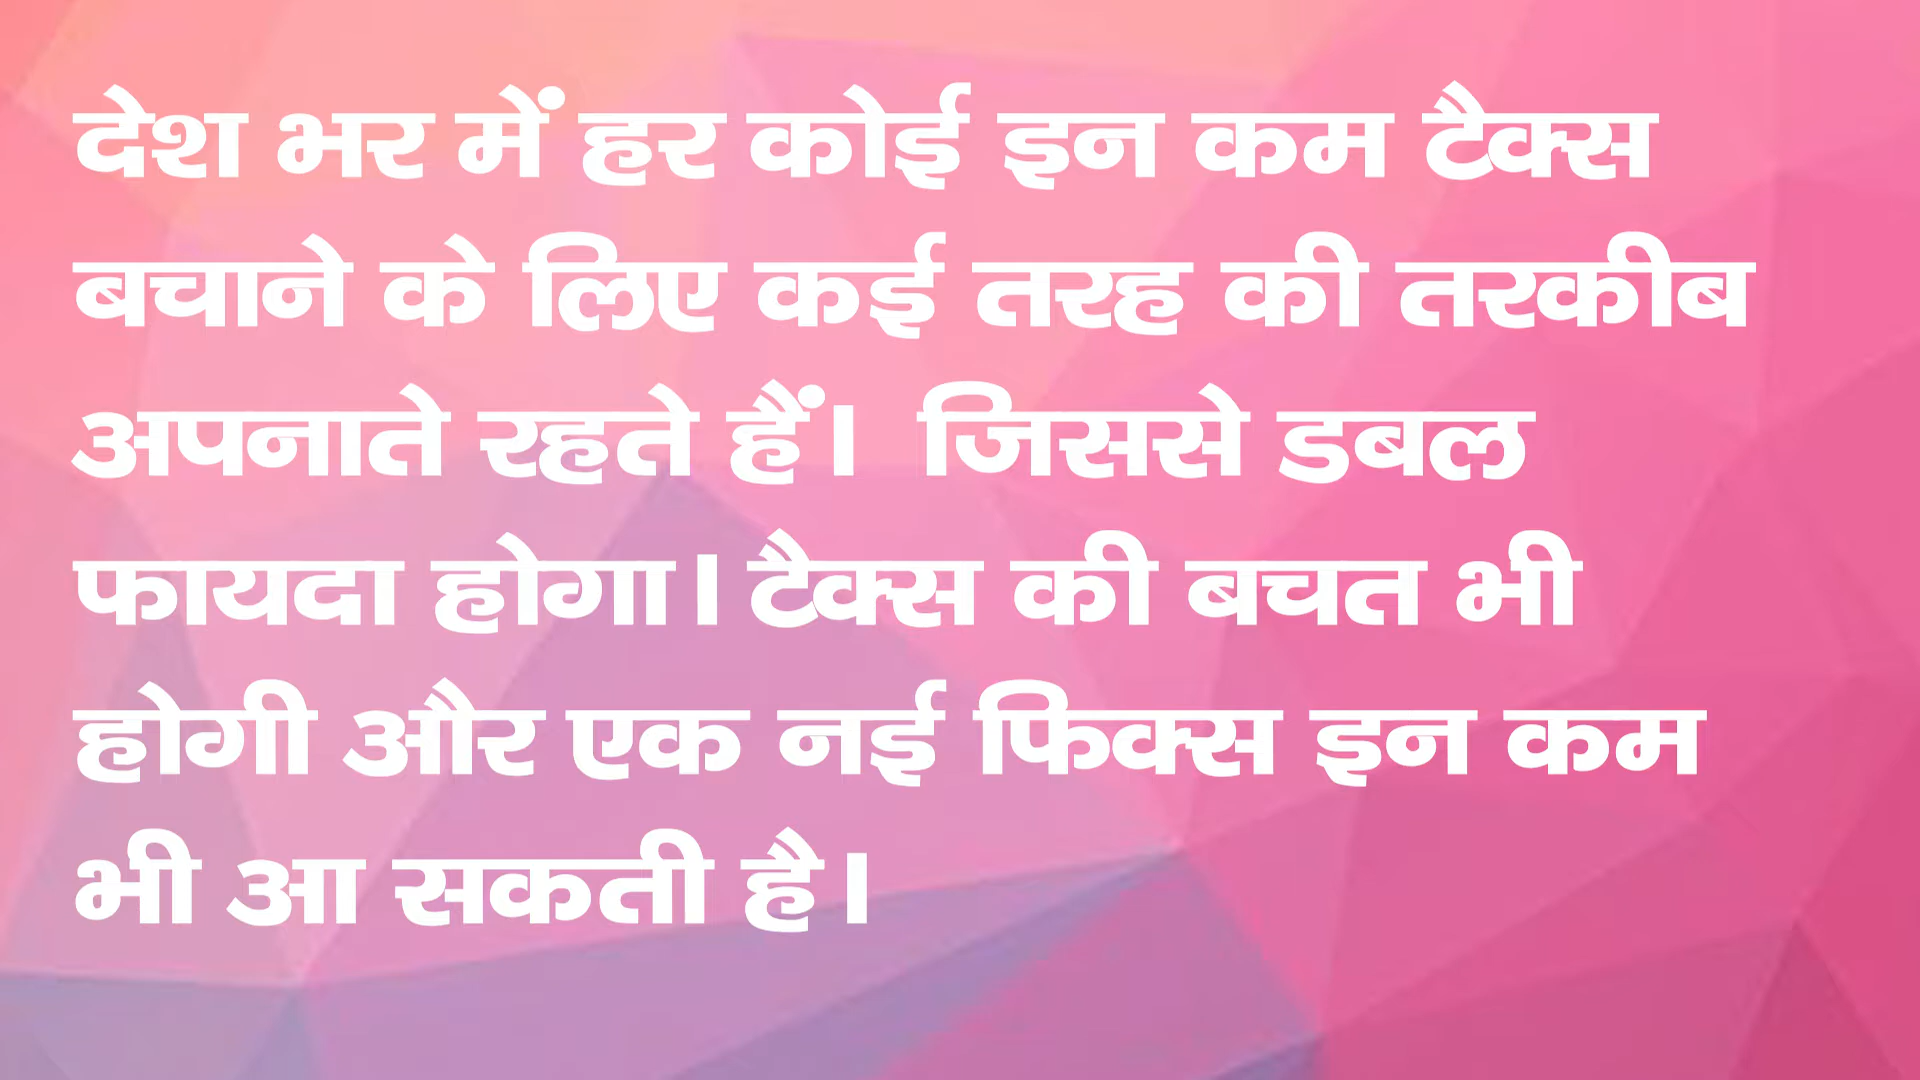 देश भर में हर कोई इन कम टैक्स
बचाने के लिए कई तरह की तरकीब
अपनाते रहते हैं। जिससे डबल
फायदा होगा। टैक्स की बचत भी
होगी और एक नई फिक्स इन कम
भी आ सकती है।